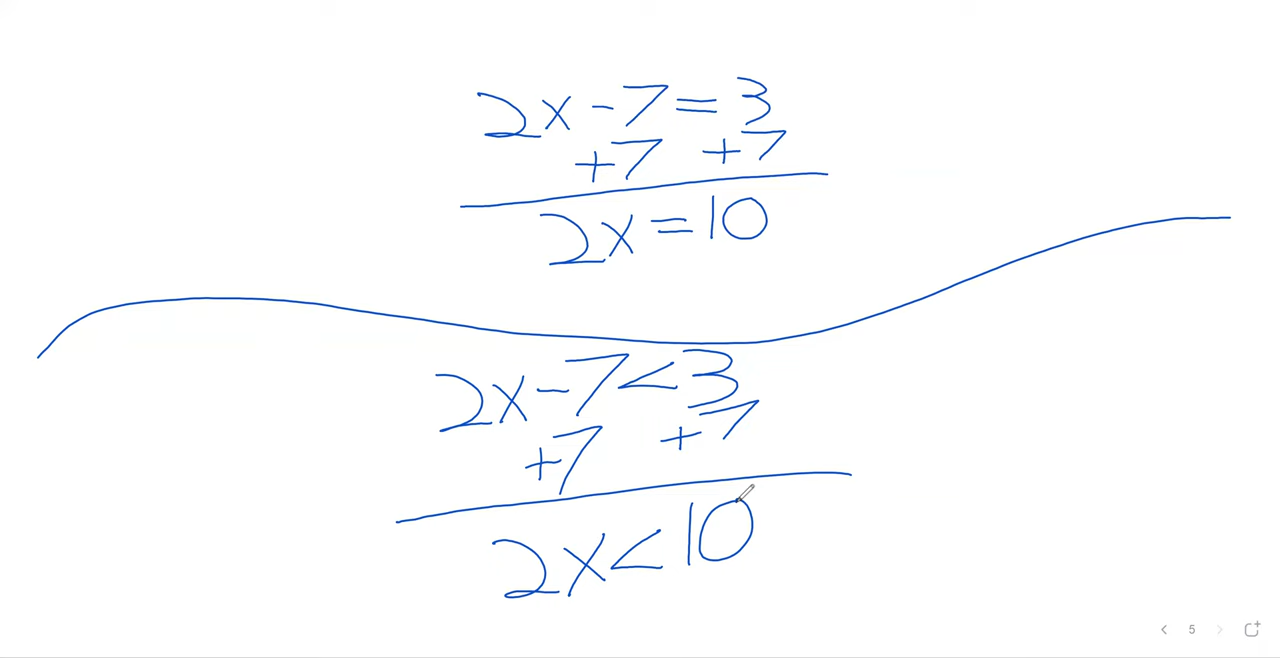 2x - 7 = 3
+7 +7
2x = 10
2x - 7 < 3
+7 +7
2x < 10
5